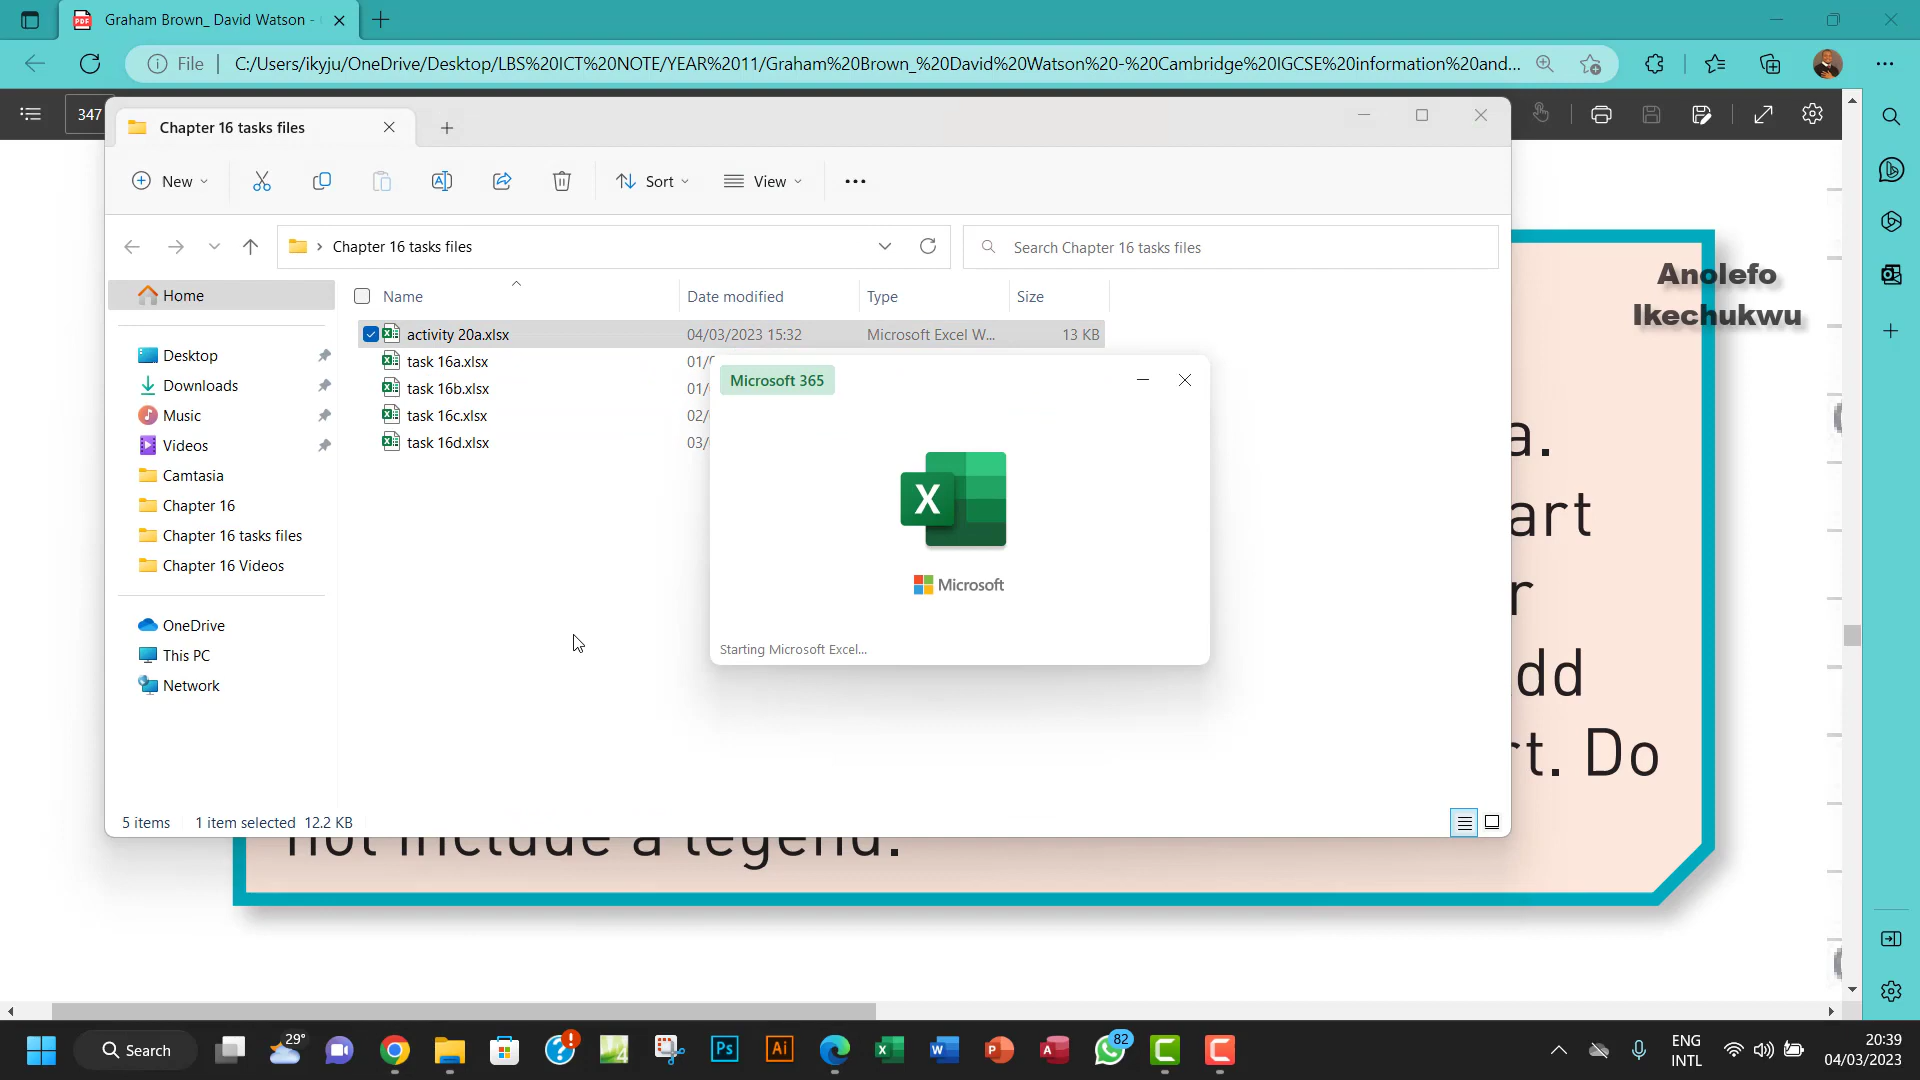 Graham Brown_ David Watson -
File
C:/Users/ikyju/OneDrive/Desktop/LBS%20ICT%20NOTE/YEAR%2011/Graham%20Brown_%20David%20Watson%20-%20Cambridge%20IGCSE%20information%20and...
347
Chapter 16 tasks files
New
Sort
View
Chapter 16 tasks files
Search Chapter 16 tasks files
Anolefo
Ikechukwu
Home
Name
Date modified
Type
Size
activity 20a.xlsx
04/03/2023 15:32
Microsoft Excel W...
13 KB
task 16a.xlsx
01/0
task 16b.xlsx
01/0
task 16c.xlsx
02/
task 16d.xlsx
03/
Desktop
Downloads
Music
Videos
Camtasia
Chapter 16
Chapter 16 tasks files
Chapter 16 Videos
OneDrive
This PC
Network
Microsoft 365
X
Microsoft
Starting Microsoft Excel...
a.
art
r
dd
rt. Do
not include a legend.
5 items
1 item selected 12.2 KB
Search
29°
Ps
Ai
82
ENG
INTL
20:39
04/03/2023